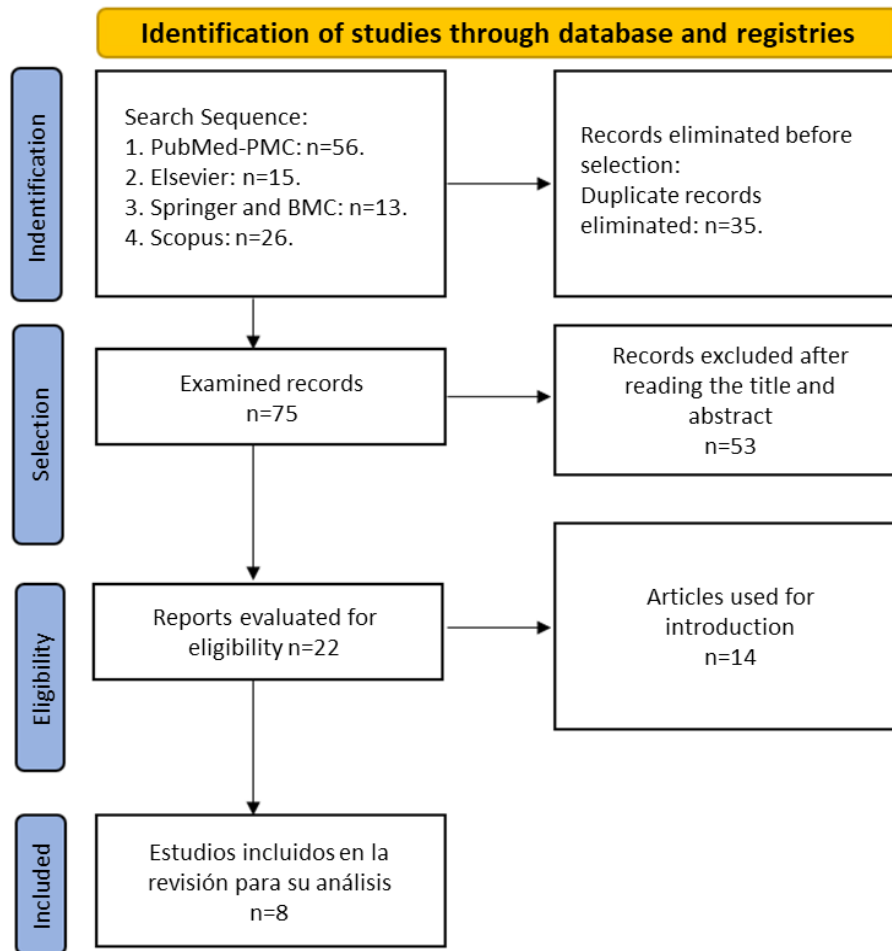 Identification of studies through database and registries
Indentification
Search Sequence:
1. PubMed-PMC: n=56.
2. Elsevier: n=15.
3. Springer and BMC: n=13.
4. Scopus: n=26.
Records eliminated before
selection:
Duplicate records
eliminated: n=35.
Selection
Examined records
n=75
Records excluded after
reading the title and
abstract
n=53
Eligibility
Reports evaluated for
eligibility n=22
Articles used for
introduction
n=14
Included
Estudios incluidos en la
revisión para su análisis
n=8